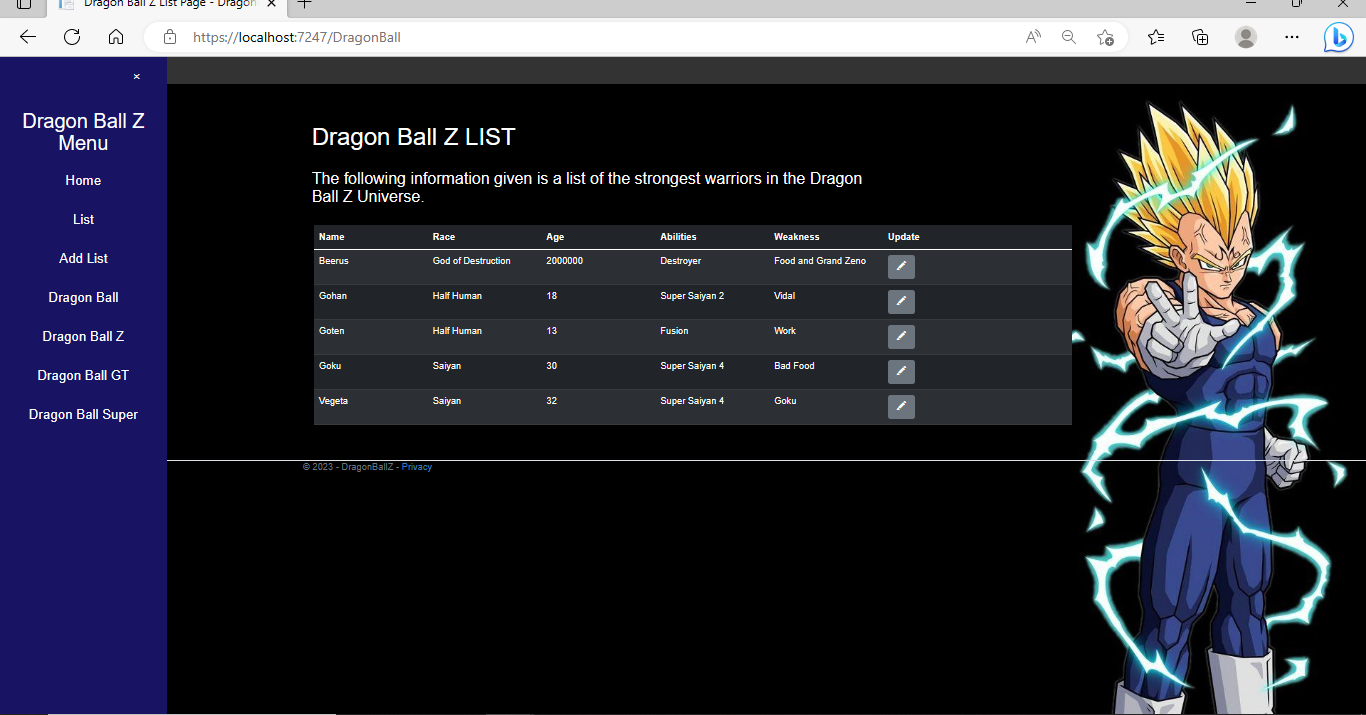 Dragon Ball Z List Page - Dragon
https://localhost:7247/DragonBall
Dragon Ball Z
Menu
Home
List
Add List
Dragon Ball
Dragon Ball Z
Dragon Ball GT
Dragon Ball Super
Dragon Ball Z LIST
The following information given is a list of the strongest warriors in the Dragon
Ball Z Universe.
Name Race Age Abilities Weakness Update
Beerus God of Destruction 2000000 Destroyer Food and Grand Zeno
Gohan Half Human 18 Super Saiyan 2 Vidal
Goten Half Human 13 Fusion Work
Goku Saiyan 30 Super Saiyan 4 Bad Food
Vegeta Saiyan 32 Super Saiyan 4 Goku
© 2023 - DragonBallZ - Privacy